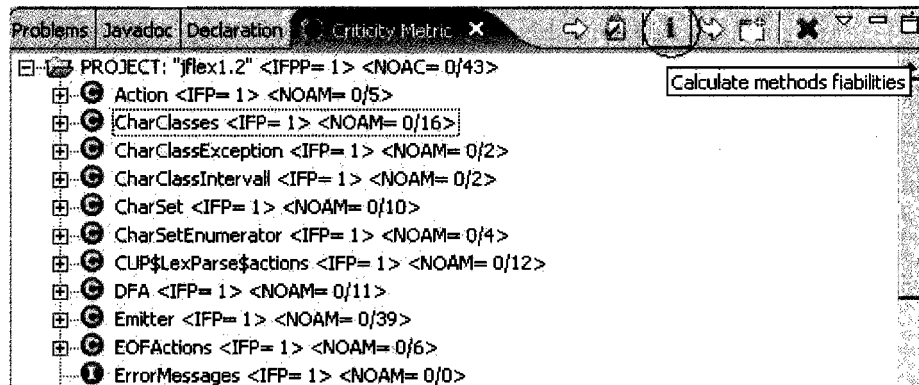 Problems Javadoc Declaration Criticity Metric
PROJECT: "jflex1.2" <IFPP= 1> <NOAC= 0/43>
Calculate methods fiabilities
Action <IFP= 1> <NOAM= 0/5>
CharClasses <IFP= 1> <NOAM= 0/16>
CharClassException <IFP= 1> <NOAM= 0/2>
CharClassIntervall <IFP= 1> <NOAM= 0/2>
CharSet <IFP= 1> <NOAM= 0/10>
CharSetEnumerator <IFP= 1> <NOAM= 0/4>
CUP$LexParse$actions <IFP= 1> <NOAM= 0/12>
DFA <IFP= 1> <NOAM= 0/11>
Emitter <IFP= 1> <NOAM= 0/39>
EOFActions <IFP= 1> <NOAM= 0/6>
ErrorMessages <IFP= 1> <NOAM= 0/0>